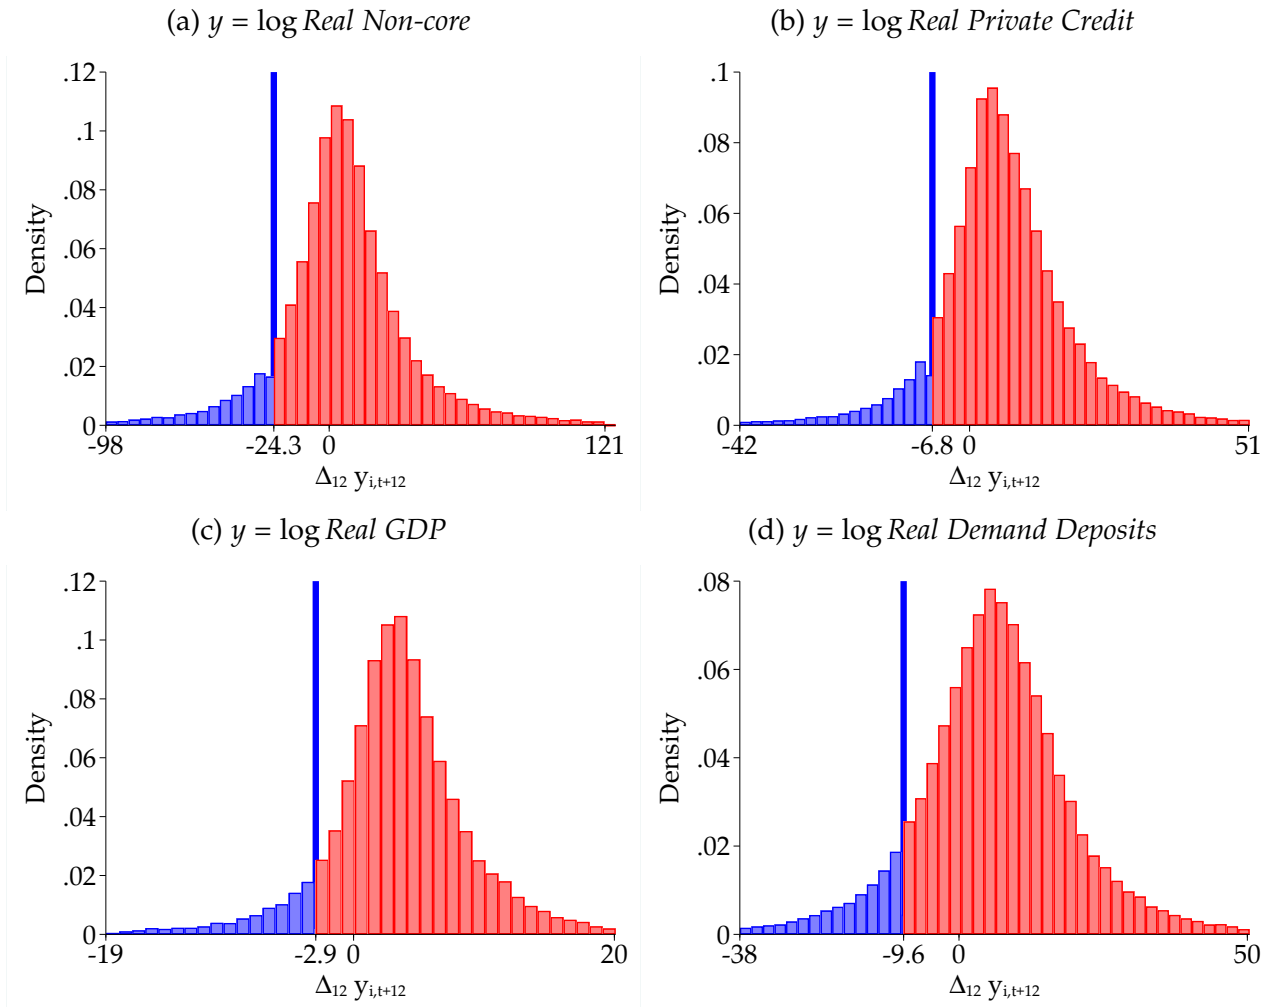 (a) y = log Real Non-core
.12
.1
.08
.06
.04
.02
0
Density
-98 -24.3 0 121
Δ₁₂ yᵢ,ₜ₊₁₂
(b) y = log Real Private Credit
.1
.08
.06
.04
.02
0
Density
-42 -6.8 0 51
Δ₁₂ yᵢ,ₜ₊₁₂
(c) y = log Real GDP
.12
.1
.08
.06
.04
.02
0
Density
-19 -2.9 0 20
Δ₁₂ yᵢ,ₜ₊₁₂
(d) y = log Real Demand Deposits
.08
.06
.04
.02
0
Density
-38 -9.6 0 50
Δ₁₂ yᵢ,ₜ₊₁₂